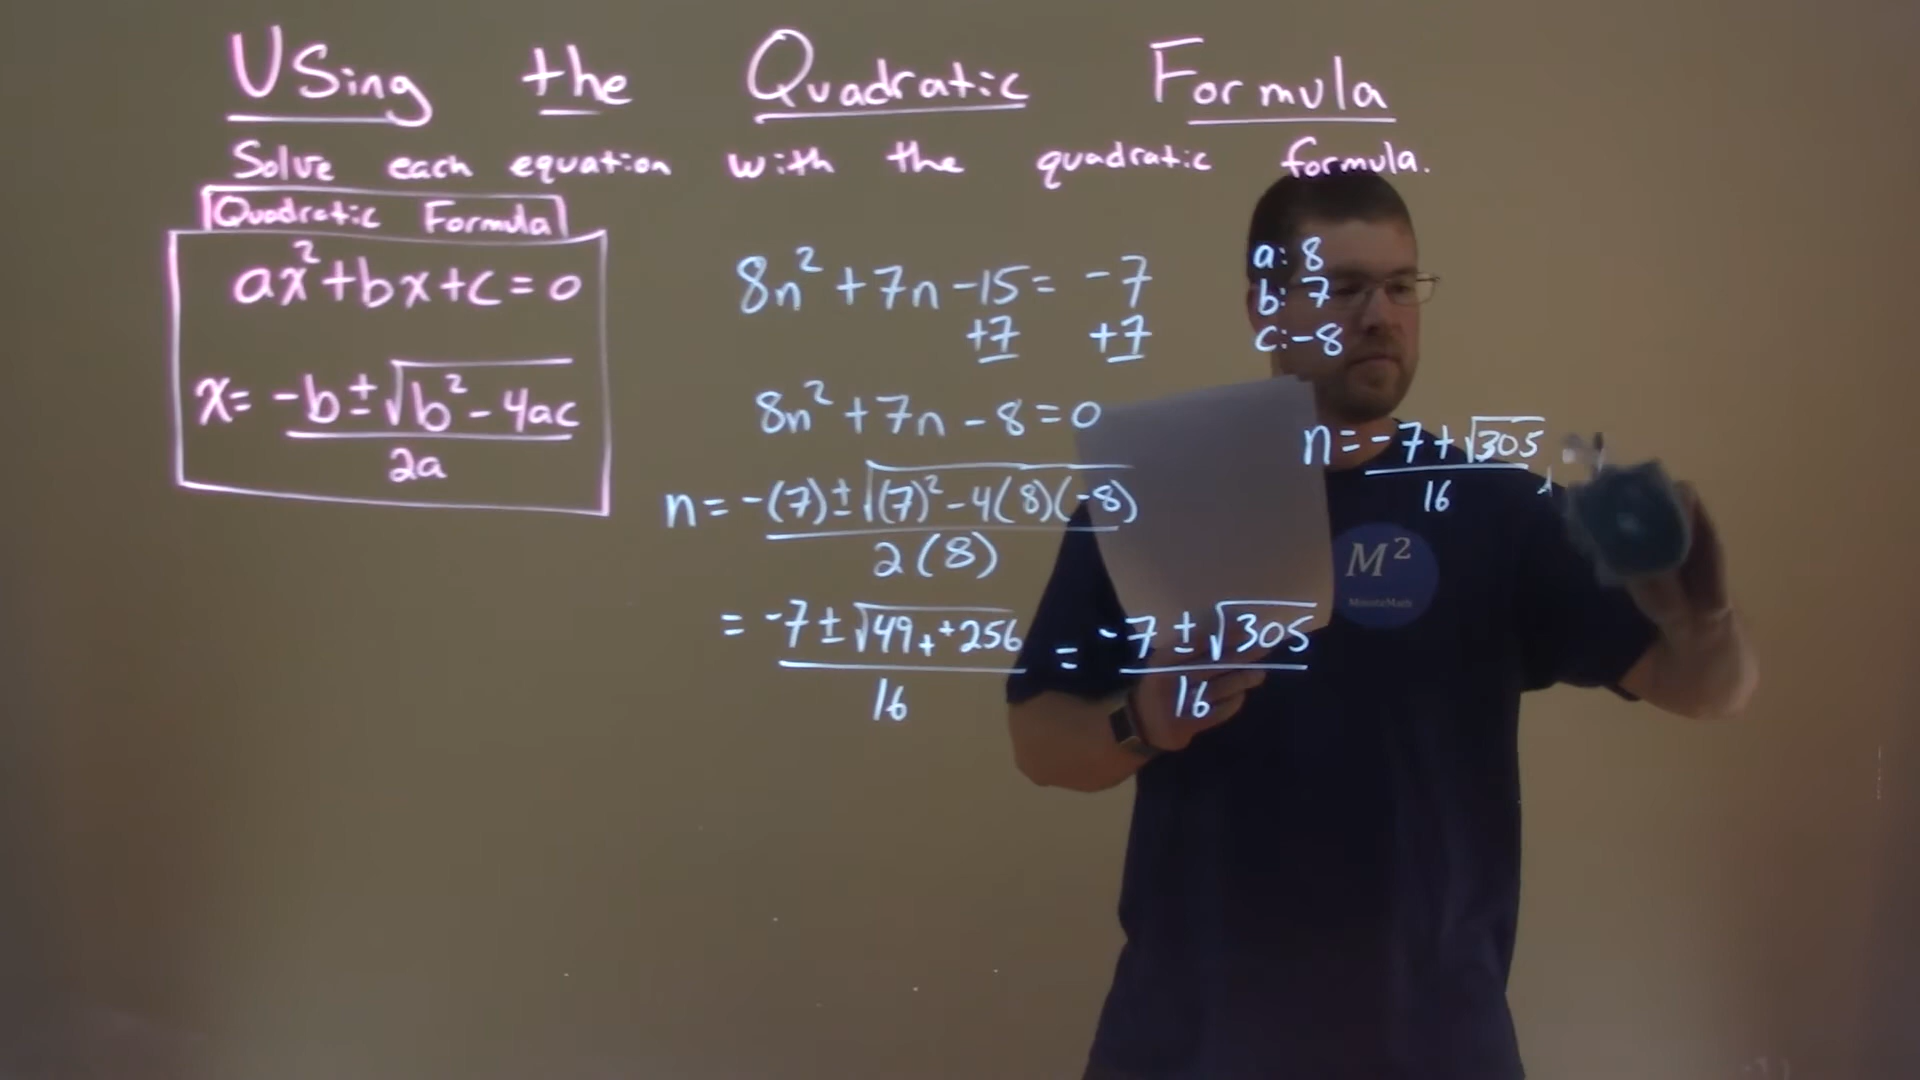 USing the Quadratic Formula
Solve each equation with the quadratic formula.
Quadratic Formula
ax²+bx+c=0
x= -b±√b²-4ac
2a
8n²+7n-15= -7
+7 +7
8n²+7n-8=0
n= -(7)±√(7)²-4(8)(-8)
2(8)
= -7±√49++256
16
= -7±√305
16
a: 8
b: 7
c:-8
n= -7+√305
16
M²
MinuteMath